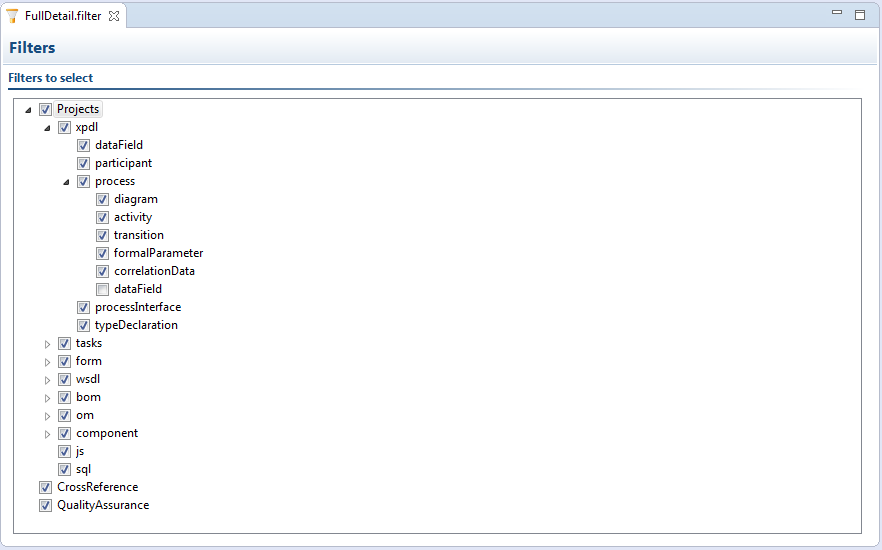 FullDetail.filter
Filters
Filters to select
Projects
xpdl
dataField
participant
process
diagram
activity
transition
formalParameter
correlationData
dataField
processInterface
typeDeclaration
tasks
form
wsdl
bom
om
component
js
sql
CrossReference
QualityAssurance